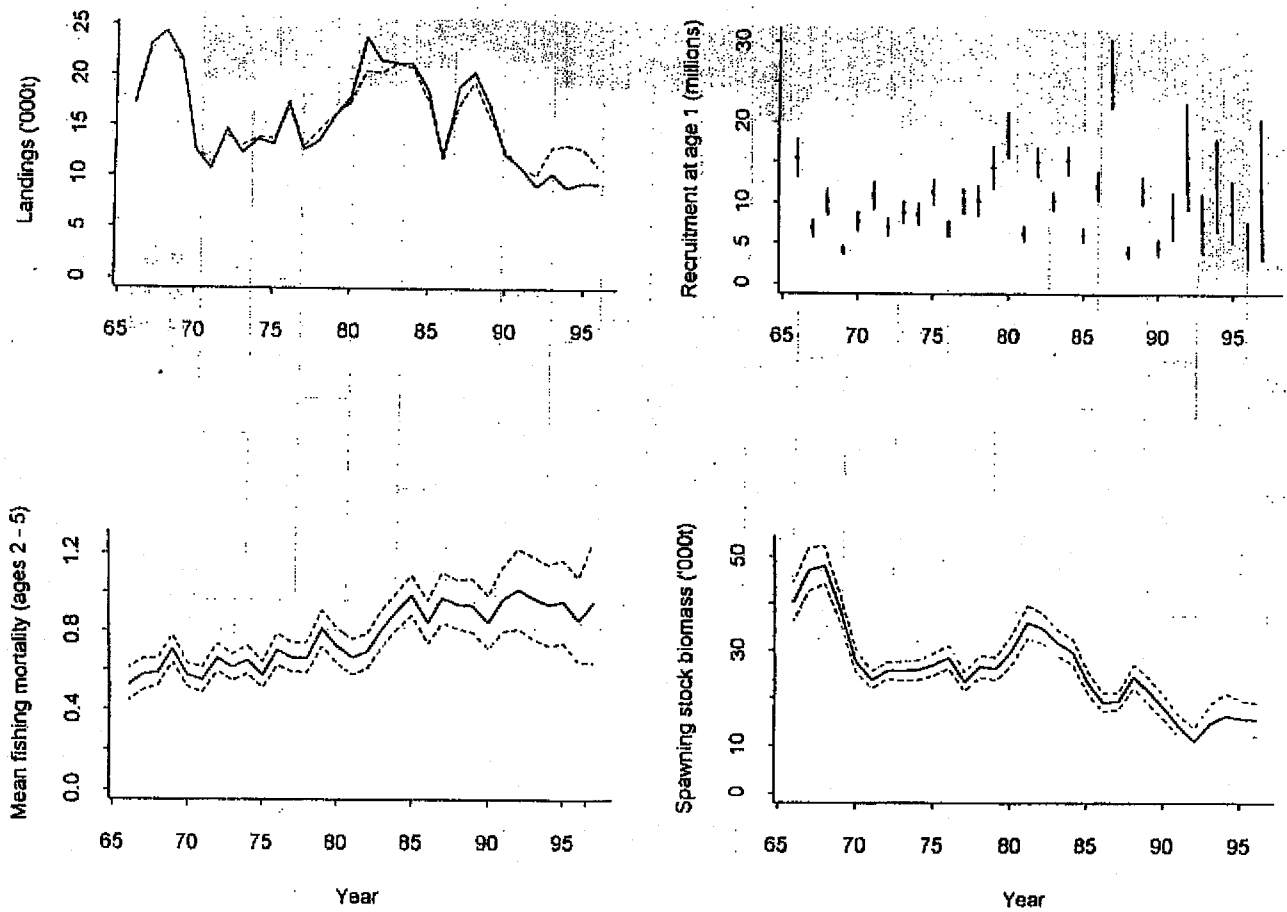 Landings ('000t)
25
20
15
10
5
0
65 70 75 80 85 90 95
Recruitment at age 1 (millions)
30
20
10
5
0
65 70 75 80 85 90 95
Mean fishing mortality (ages 2 - 5)
1.2
0.8
0.4
0.0
65 70 75 80 85 90 95
Year
Spawning stock biomass ('000t)
50
30
10
0
65 70 75 80 85 90 95
Year